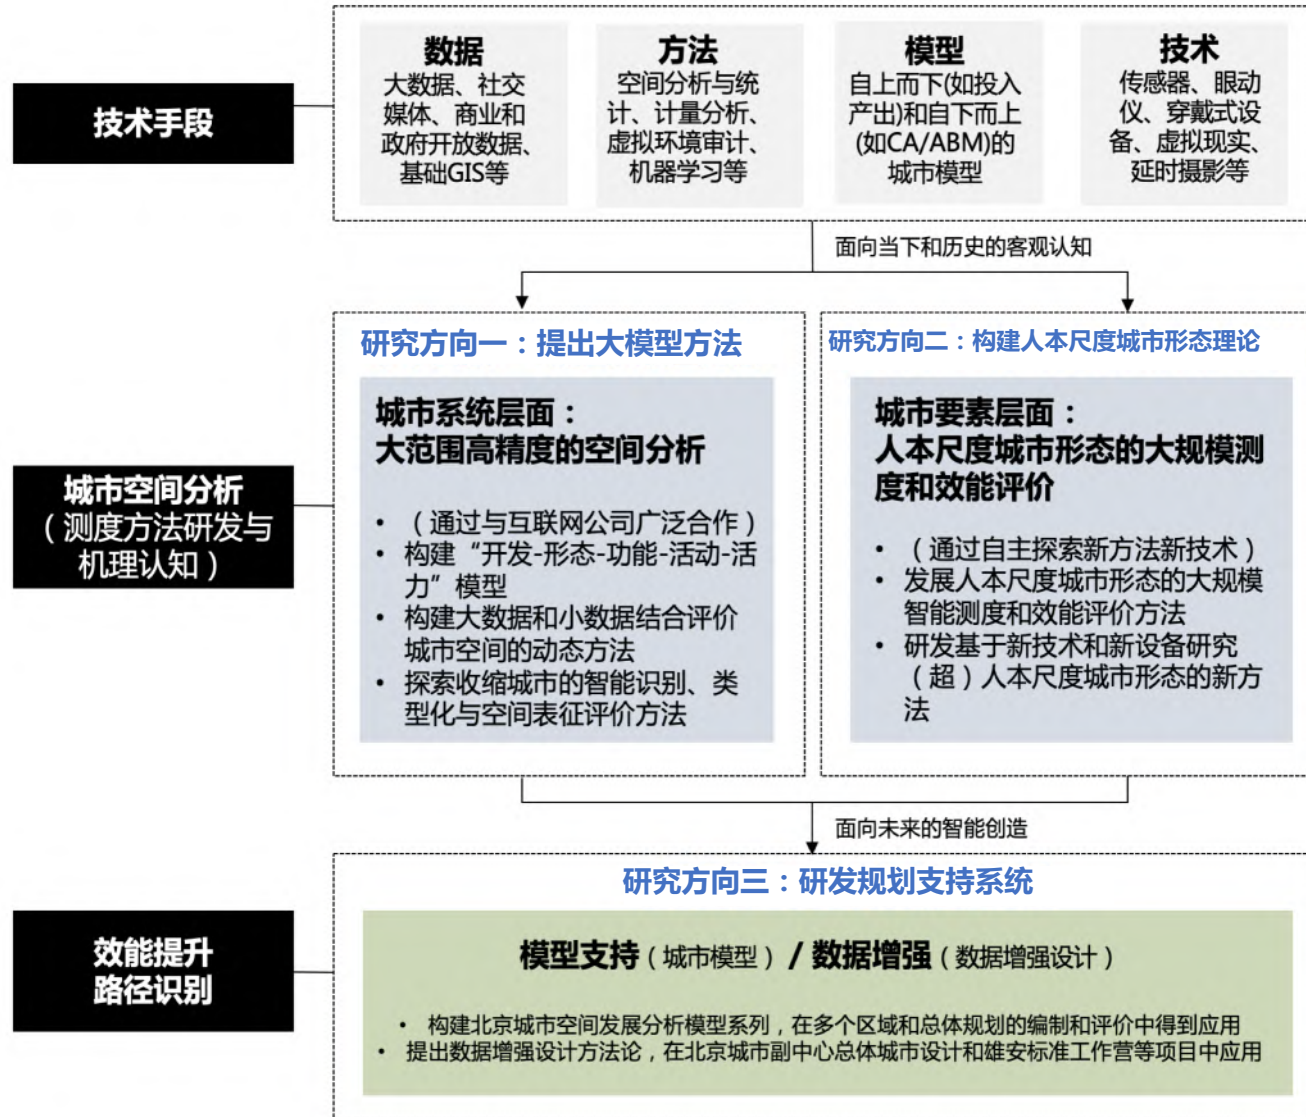 技术手段
数据
大数据、社交
媒体、商业和
政府开放数据、
基础GIS等
方法
空间分析与统
计、计量分析、
虚拟环境审计、
机器学习等
模型
自上而下(如投入
产出)和自下而上
(如CA/ABM)的
城市模型
技术
传感器、眼动
仪、穿戴式设
备、虚拟现实、
延时摄影等
面向当下和历史的客观认知
城市空间分析
（测度方法研发与
机理认知）
研究方向一：提出大模型方法
城市系统层面：
大范围高精度的空间分析
• （通过与互联网公司广泛合作）
• 构建“开发-形态-功能-活动-活
力”模型
• 构建大数据和小数据结合评价
城市空间的动态方法
• 探索收缩城市的智能识别、类
型化与空间表征评价方法
研究方向二：构建人本尺度城市形态理论
城市要素层面：
人本尺度城市形态的大规模测
度和效能评价
• （通过自主探索新方法新技术）
• 发展人本尺度城市形态的大规模
智能测度和效能评价方法
• 研发基于新技术和新设备研究
（超）人本尺度城市形态的新方
法
面向未来的智能创造
效能提升
路径识别
研究方向三：研发规划支持系统
模型支持（城市模型）/ 数据增强（数据增强设计）
• 构建北京城市空间发展分析模型系列，在多个区域和总体规划的编制和评价中得到应用
• 提出数据增强设计方法论，在北京城市副中心总体城市设计和雄安标准工作营等项目中应用